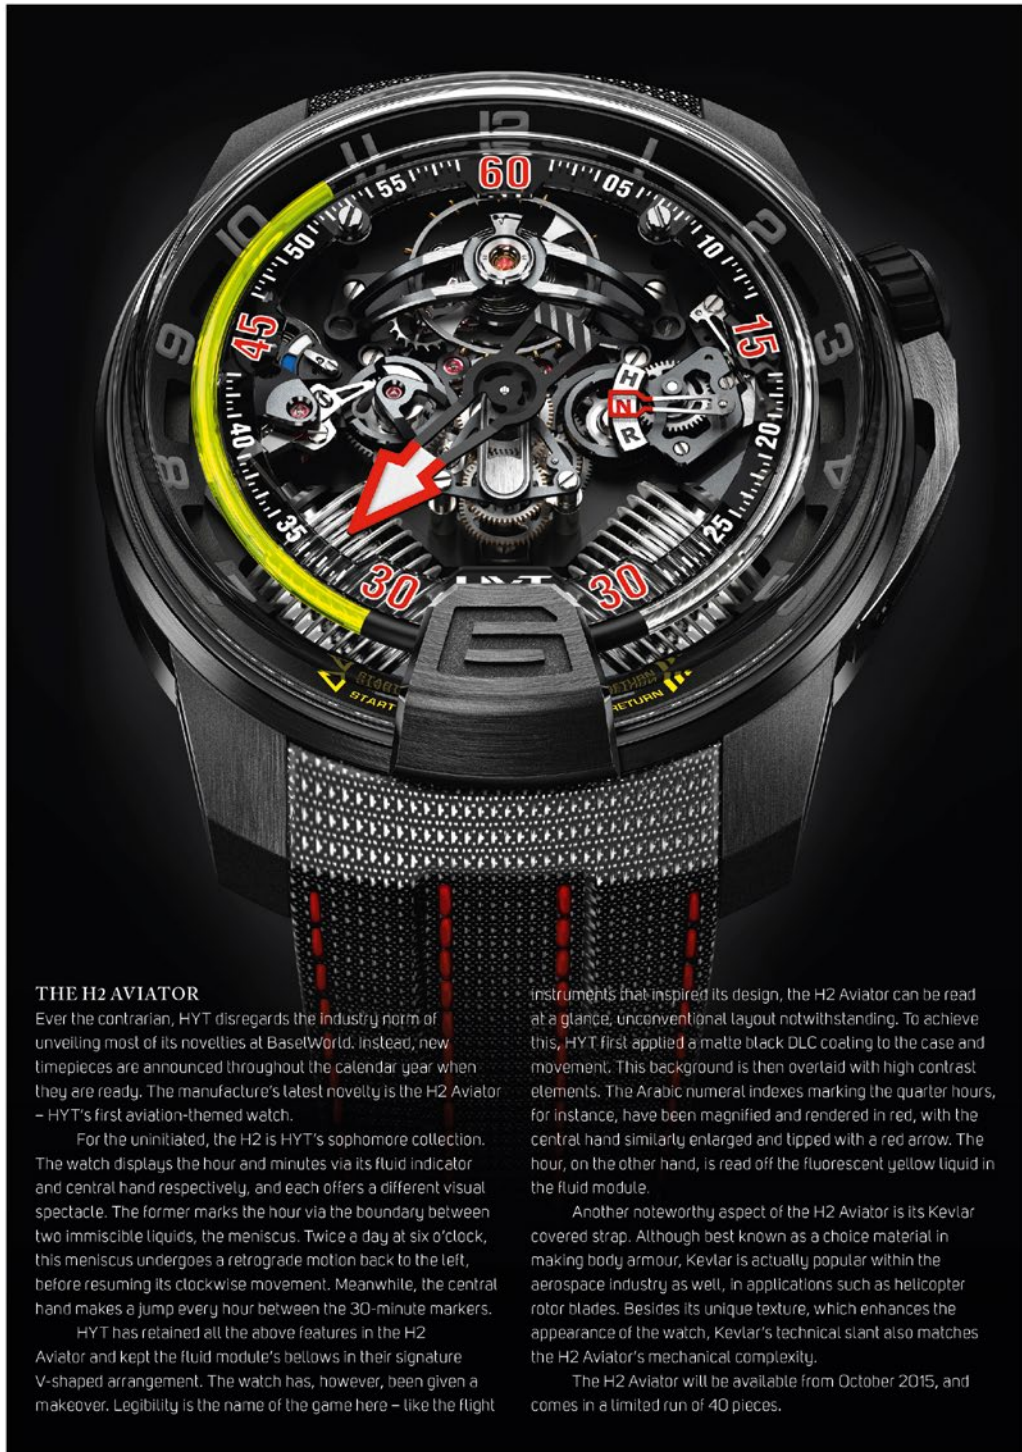 12
11
1
60
55
05
10
50
2
10
45
15
9
3
H
N
R
40
20
8
4
35
25
30
HYT
30
START
RETURN
THE H2 AVIATOR
Ever the contrarian, HYT disregards the industry norm of
unveiling most of its novelties at BaselWorld. Instead, new
timepieces are announced throughout the calendar year when
they are ready. The manufacture's latest novelty is the H2 Aviator
– HYT's first aviation-themed watch.
For the uninitiated, the H2 is HYT's sophomore collection.
The watch displays the hour and minutes via its fluid indicator
and central hand respectively, and each offers a different visual
spectacle. The former marks the hour via the boundary between
two immiscible liquids, the meniscus. Twice a day at six o'clock,
this meniscus undergoes a retrograde motion back to the left,
before resuming its clockwise movement. Meanwhile, the central
hand makes a jump every hour between the 30-minute markers.
HYT has retained all the above features in the H2
Aviator and kept the fluid module's bellows in their signature
V-shaped arrangement. The watch has, however, been given a
makeover. Legibility is the name of the game here – like the flight
instruments that inspired its design, the H2 Aviator can be read
at a glance, unconventional layout notwithstanding. To achieve
this, HYT first applied a matte black DLC coating to the case and
movement. This background is then overlaid with high contrast
elements. The Arabic numeral indexes marking the quarter hours,
for instance, have been magnified and rendered in red, with the
central hand similarly enlarged and tipped with a red arrow. The
hour, on the other hand, is read off the fluorescent yellow liquid in
the fluid module.
Another noteworthy aspect of the H2 Aviator is its Kevlar
covered strap. Although best known as a choice material in
making body armour, Kevlar is actually popular within the
aerospace industry as well, in applications such as helicopter
rotor blades. Besides its unique texture, which enhances the
appearance of the watch, Kevlar's technical slant also matches
the H2 Aviator's mechanical complexity.
The H2 Aviator will be available from October 2015, and
comes in a limited run of 40 pieces.